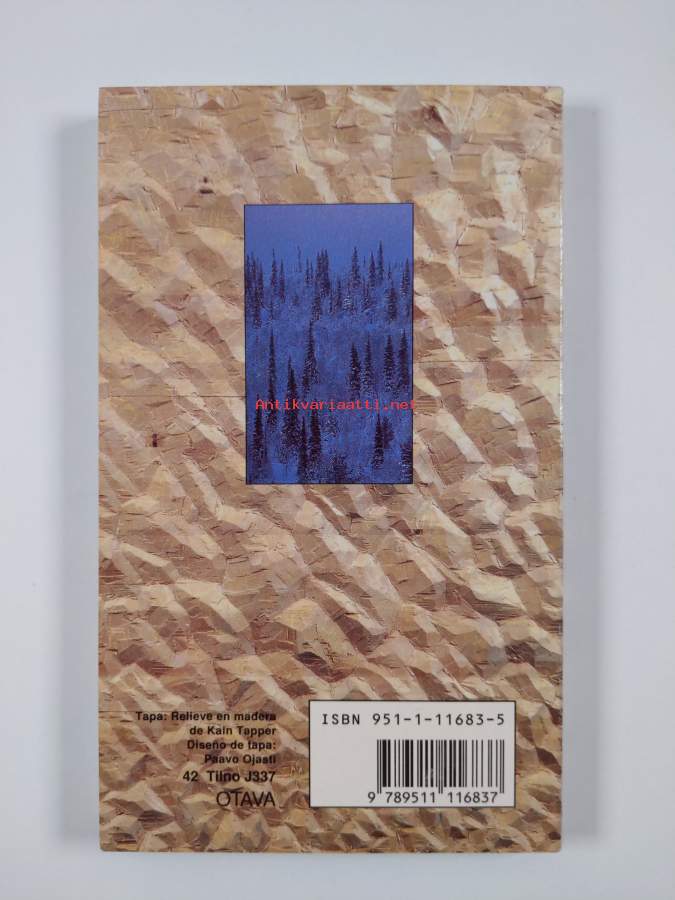 Antikvariaatti.net
Tapa: Relieve en madera
de Kain Tapper
Diseño de tapa:
Paavo Ojasti
42 Tiino J337
OTAVA
ISBN 951-1-11683-5
9 789511 116837